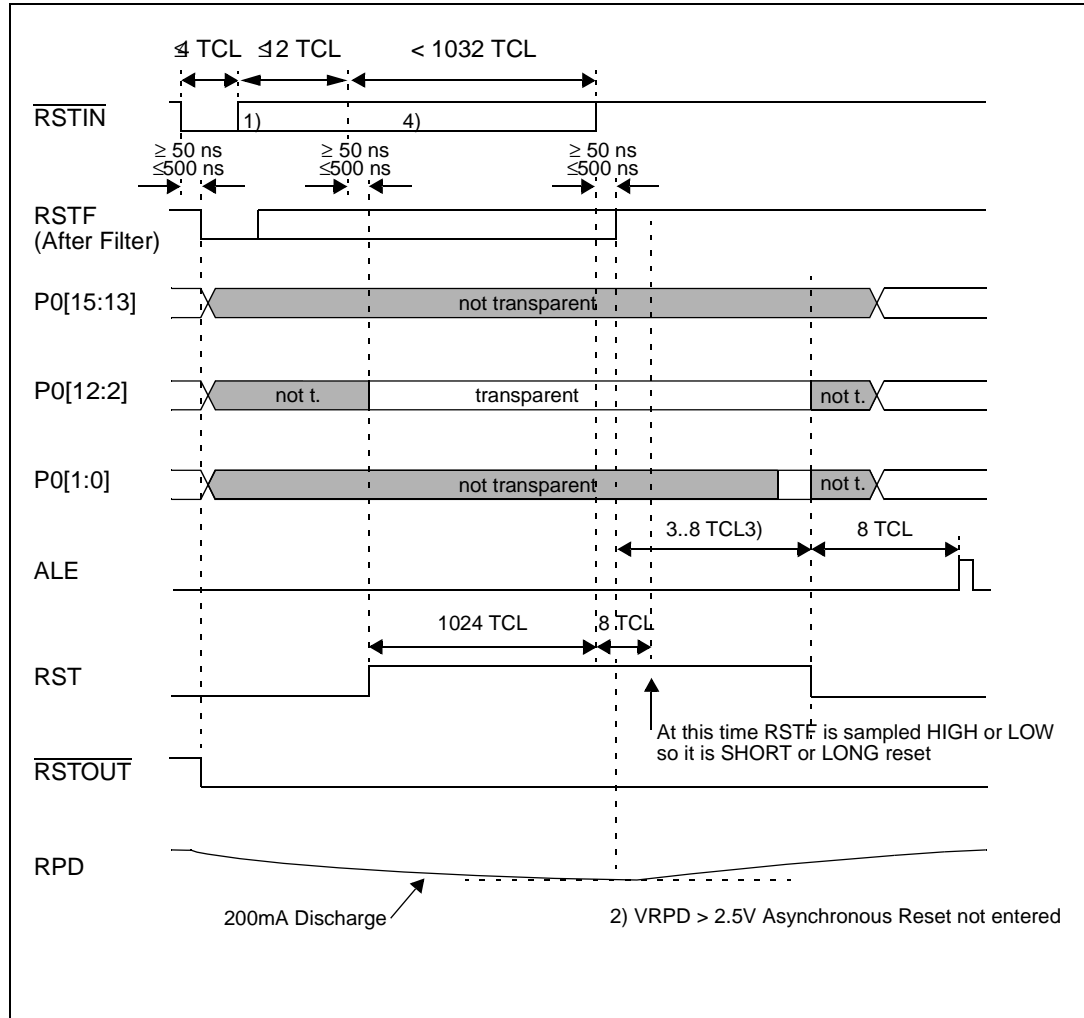 ≤4 TCL ≤12 TCL < 1032 TCL
RSTIN
1) 4)
≥ 50 ns ≥ 50 ns ≥ 50 ns
≤500 ns ≤500 ns ≤500 ns
RSTF
(After Filter)
P0[15:13] not transparent
P0[12:2] not t. transparent not t.
P0[1:0] not transparent not t.
3..8 TCL3) 8 TCL
ALE
1024 TCL 8 TCL
RST
At this time RSTF is sampled HIGH or LOW
so it is SHORT or LONG reset
RSTOUT
RPD
200mA Discharge 2) VRPD > 2.5V Asynchronous Reset not entered